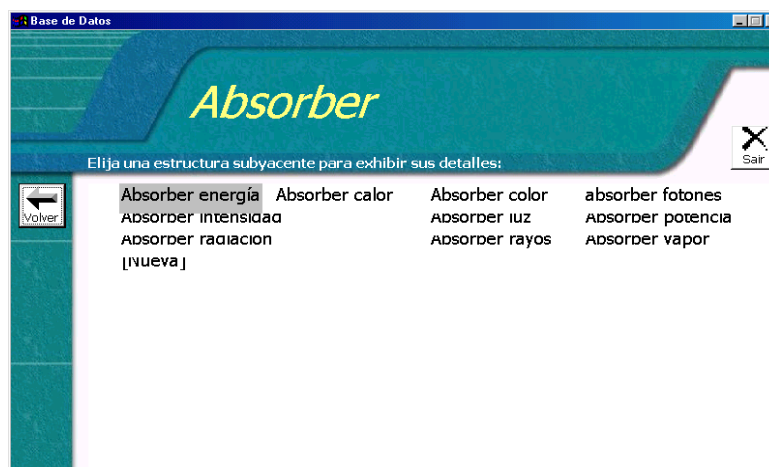 Base de Datos
Absorber
Sair
Elija una estructura subyacente para exhibir sus detalles:
Volver
Absorber energía Absorber calor Absorber color absorber fotones
Absorber intensidad Absorber luz Absorber potencia
Absorber radiación Absorber rayos Absorber vapor
[Nueva]